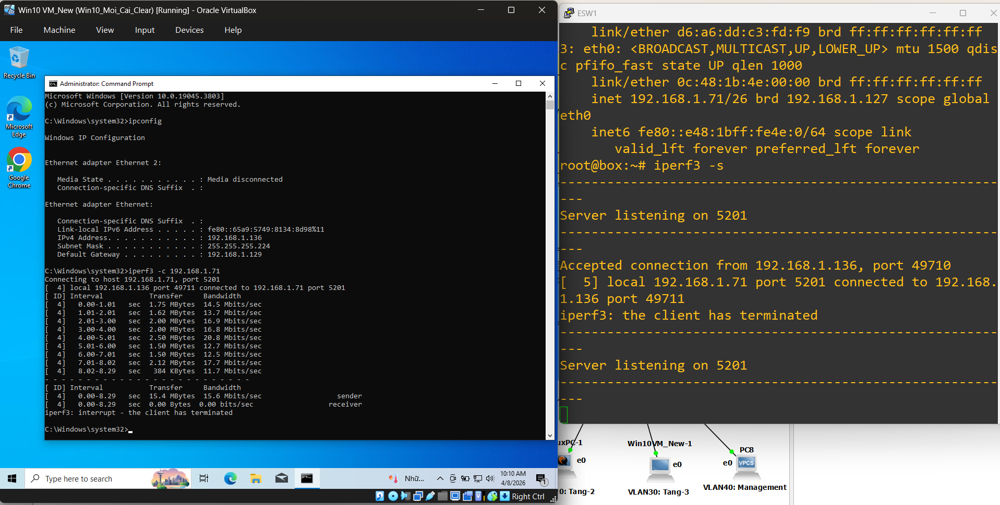 Win10 VM_New (Win10_Moi_Cai_Clear) [Running] - Oracle VirtualBox
File Machine View Input Devices Help
Recycle Bin
Microsoft
Edge
Google
Chrome
Administrator: Command Prompt
Microsoft Windows [Version 10.0.19045.3803]
(c) Microsoft Corporation. All rights reserved.
C:\Windows\system32>ipconfig
Windows IP Configuration
Ethernet adapter Ethernet 2:
Media State . . . . . . . . . . . : Media disconnected
Connection-specific DNS Suffix . :
Ethernet adapter Ethernet:
Connection-specific DNS Suffix . :
Link-local IPv6 Address . . . . . : fe80::65a9:5749:8134:8d98%11
IPv4 Address. . . . . . . . . . . : 192.168.1.136
Subnet Mask . . . . . . . . . . . : 255.255.255.224
Default Gateway . . . . . . . . . : 192.168.1.129
C:\Windows\system32>iperf3 -c 192.168.1.71
Connecting to host 192.168.1.71, port 5201
[ 4] local 192.168.1.136 port 49711 connected to 192.168.1.71 port 5201
[ ID] Interval Transfer Bandwidth
[ 4] 0.00-1.01 sec 1.75 MBytes 14.5 Mbits/sec
[ 4] 1.01-2.01 sec 1.62 MBytes 13.7 Mbits/sec
[ 4] 2.01-3.00 sec 2.00 MBytes 16.9 Mbits/sec
[ 4] 3.00-4.00 sec 2.00 MBytes 16.8 Mbits/sec
[ 4] 4.00-5.01 sec 2.50 MBytes 20.8 Mbits/sec
[ 4] 5.01-6.00 sec 1.50 MBytes 12.7 Mbits/sec
[ 4] 6.00-7.01 sec 1.50 MBytes 12.5 Mbits/sec
[ 4] 7.01-8.02 sec 2.12 MBytes 17.7 Mbits/sec
[ 4] 8.02-8.29 sec 384 KBytes 11.7 Mbits/sec
- - - - - - - - - - - - - - - - - - - - - - - - -
[ ID] Interval Transfer Bandwidth
[ 4] 0.00-8.29 sec 15.4 MBytes 15.6 Mbits/sec sender
[ 4] 0.00-8.29 sec 0.00 Bytes 0.00 bits/sec receiver
iperf3: interrupt - the client has terminated
C:\Windows\system32>
Type here to search
Nhữ...
10:10 AM
4/8/2026
1
Right Ctrl
ESW1
link/ether d6:a6:dd:c3:fd:f9 brd ff:ff:ff:ff:ff:ff
3: eth0: <BROADCAST,MULTICAST,UP,LOWER_UP> mtu 1500 qdis
c pfifo_fast state UP qlen 1000
link/ether 0c:48:1b:4e:00:00 brd ff:ff:ff:ff:ff:ff
inet 192.168.1.71/26 brd 192.168.1.127 scope global
eth0
inet6 fe80::e48:1bff:fe4e:0/64 scope link
valid_lft forever preferred_lft forever
root@box:~# iperf3 -s
--------------------------------------------------------
---
Server listening on 5201
--------------------------------------------------------
---
Accepted connection from 192.168.1.136, port 49710
[ 5] local 192.168.1.71 port 5201 connected to 192.168.
1.136 port 49711
iperf3: the client has terminated
--------------------------------------------------------
---
Server listening on 5201
--------------------------------------------------------
---
uxPC-1
e0
Win10VM_New-1
e0
PC8
e0
VPCS
0: Tang-2
VLAN30: Tang-3
VLAN40: Management